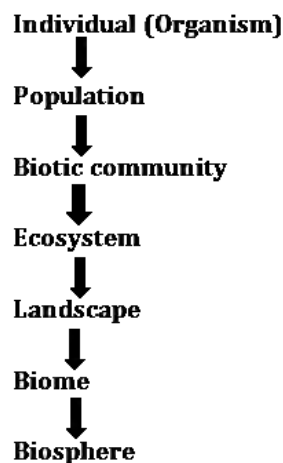 Individual (Organism)
Population
Biotic community
Ecosystem
Landscape
Biome
Biosphere